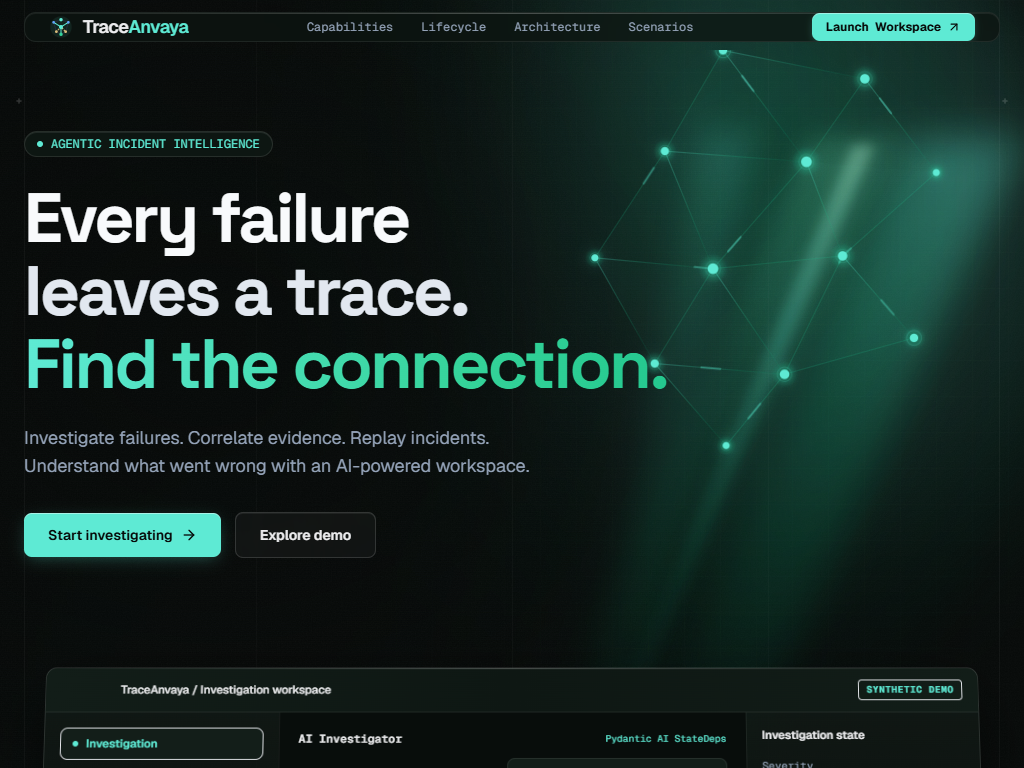 TraceAnvaya
Capabilities Lifecycle Architecture Scenarios
Launch Workspace
AGENTIC INCIDENT INTELLIGENCE
Every failure
leaves a trace.
Find the connection.
Investigate failures. Correlate evidence. Replay incidents.
Understand what went wrong with an AI-powered workspace.
Start investigating
Explore demo
TraceAnvaya / Investigation workspace
SYNTHETIC DEMO
Investigation
AI Investigator
Pydantic AI StateDeps
Investigation state
Severity